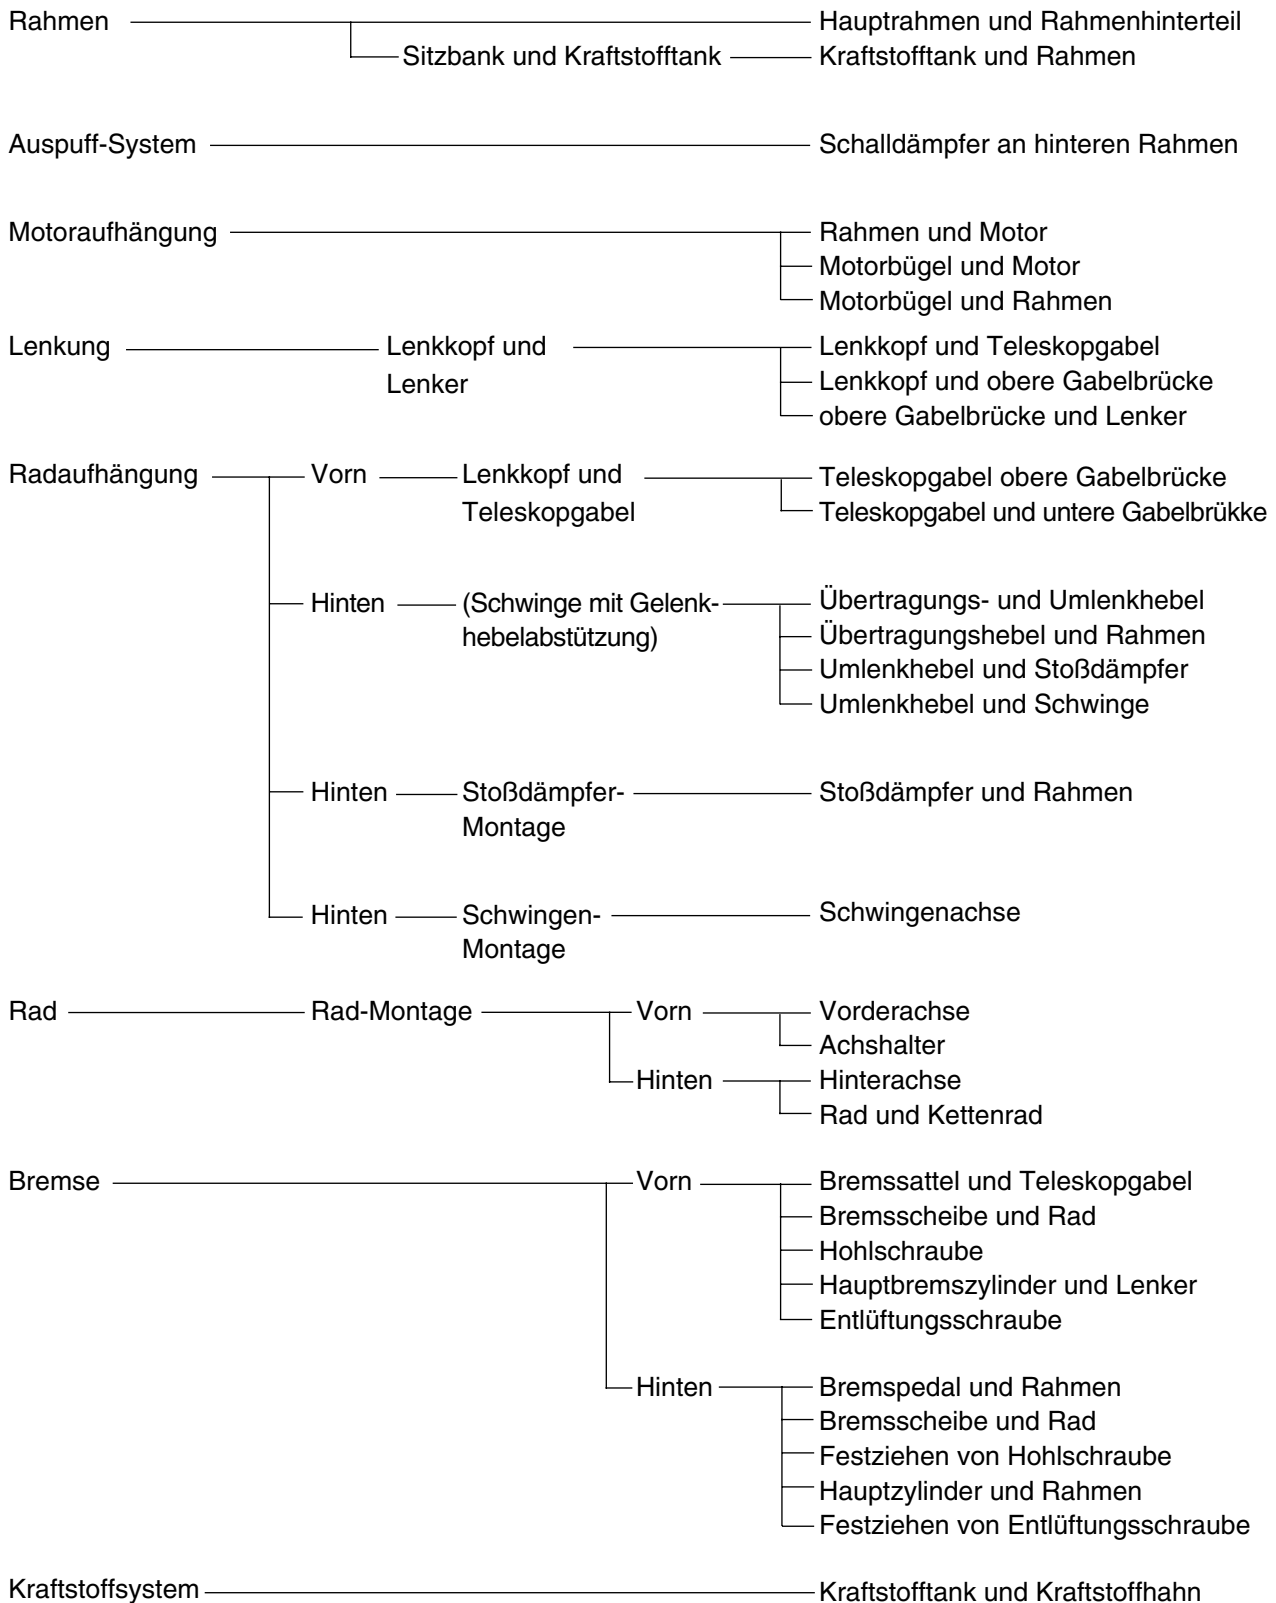 Rahmen Hauptrahmen und Rahmenhinterteil
Sitzbank und Kraftstofftank Kraftstofftank und Rahmen
Auspuff-System Schalldämpfer an hinteren Rahmen
Motoraufhängung Rahmen und Motor
Motorbügel und Motor
Motorbügel und Rahmen
Lenkung Lenkkopf und Lenkkopf und Teleskopgabel
Lenker Lenkkopf und obere Gabelbrücke
obere Gabelbrücke und Lenker
Radaufhängung Vorn Lenkkopf und Teleskopgabel obere Gabelbrücke
Teleskopgabel Teleskopgabel und untere Gabelbrükke
Hinten (Schwinge mit Gelenk- Übertragungs- und Umlenkhebel
hebelabstützung) Übertragungshebel und Rahmen
Umlenkhebel und Stoßdämpfer
Umlenkhebel und Schwinge
Hinten Stoßdämpfer- Stoßdämpfer und Rahmen
Montage
Hinten Schwingen- Schwingenachse
Montage
Rad Rad-Montage Vorn Vorderachse
Achshalter
Hinten Hinterachse
Rad und Kettenrad
Bremse Vorn Bremssattel und Teleskopgabel
Bremsscheibe und Rad
Hohlschraube
Hauptbremszylinder und Lenker
Entlüftungsschraube
Hinten Bremspedal und Rahmen
Bremsscheibe und Rad
Festziehen von Hohlschraube
Hauptzylinder und Rahmen
Festziehen von Entlüftungsschraube
Kraftstoffsystem Kraftstofftank und Kraftstoffhahn